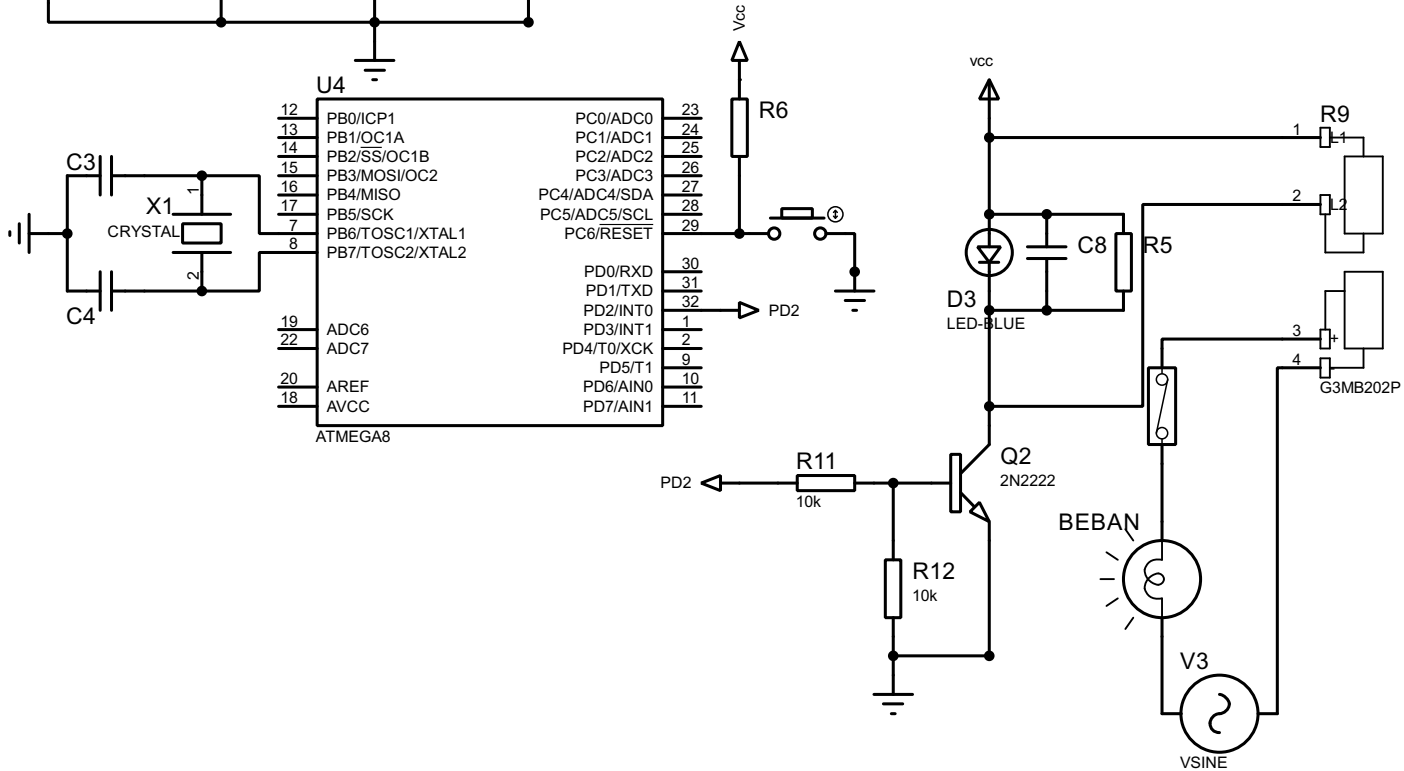 Vcc
vcc
U4
R6
R9
12 PB0/ICP1
13 PB1/OC1A
14 PB2/SS/OC1B
15 PB3/MOSI/OC2
16 PB4/MISO
17 PB5/SCK
7 PB6/TOSC1/XTAL1
8 PB7/TOSC2/XTAL2
19 ADC6
22 ADC7
20 AREF
18 AVCC
PC0/ADC0 23
PC1/ADC1 24
PC2/ADC2 25
PC3/ADC3 26
PC4/ADC4/SDA 27
PC5/ADC5/SCL 28
PC6/RESET 29
PD0/RXD 30
PD1/TXD 31
PD2/INT0 32
PD3/INT1 1
PD4/T0/XCK 2
PD5/T1 9
PD6/AIN0 10
PD7/AIN1 11
ATMEGA8
C3
X1
CRYSTAL
1
2
C4
PD2
1 L1
2 L2
C8
R5
D3
LED-BLUE
3 +
4
G3MB202P
PD2
R11
10k
Q2
2N2222
R12
10k
BEBAN
V3
VSINE